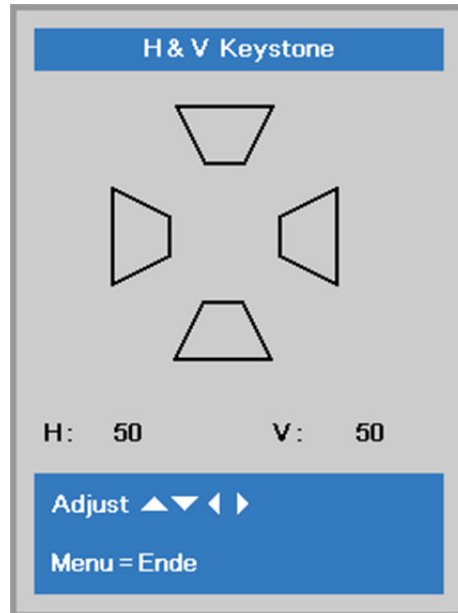 H & V Keystone
H: 50 V: 50
Adjust ▲▼◀▶
Menu = Ende